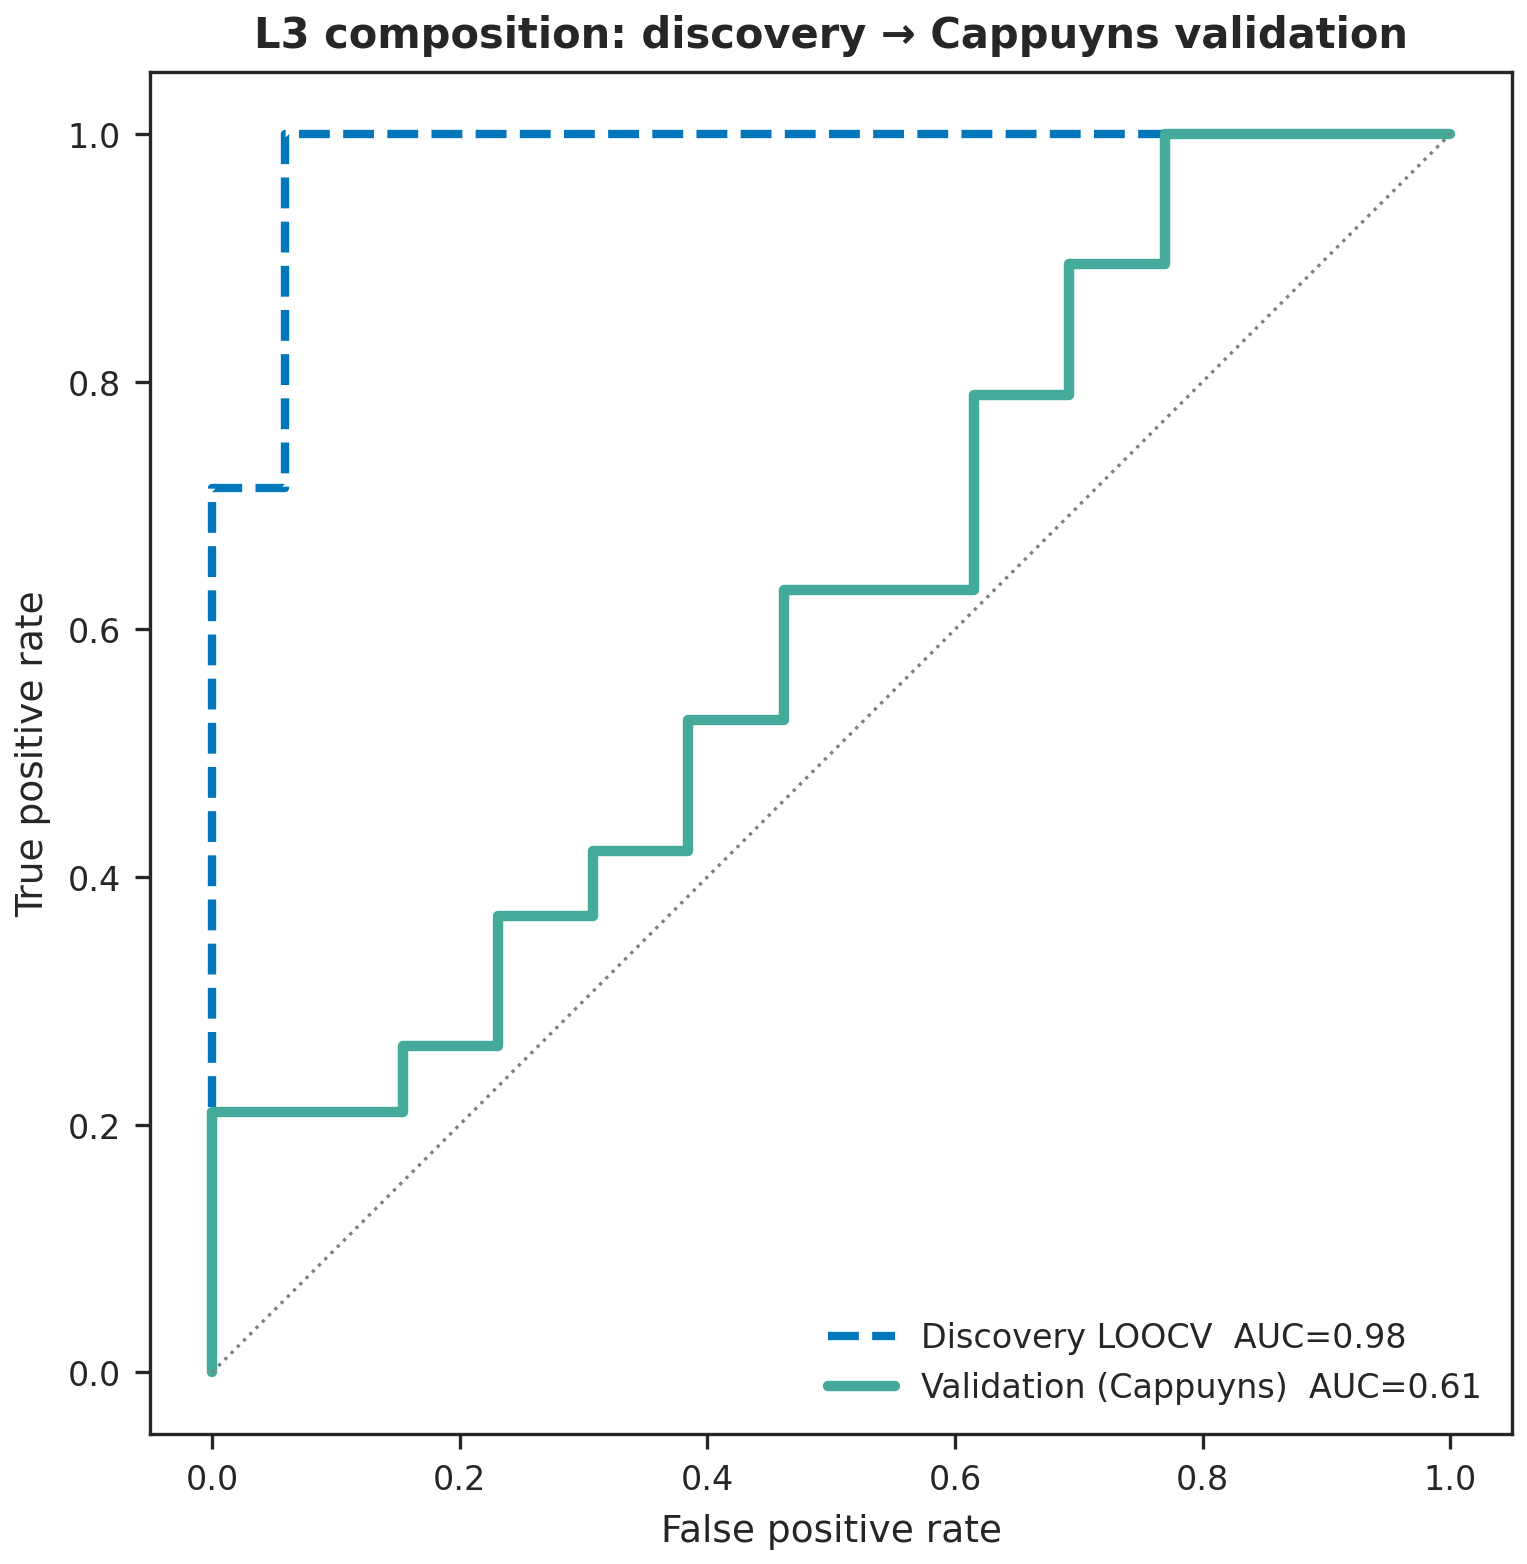 L3 composition: discovery → Cappuyns validation
True positive rate
1.0
0.8
0.6
0.4
0.2
0.0
Discovery LOOCV  AUC=0.98
Validation (Cappuyns)  AUC=0.61
0.0 0.2 0.4 0.6 0.8 1.0
False positive rate